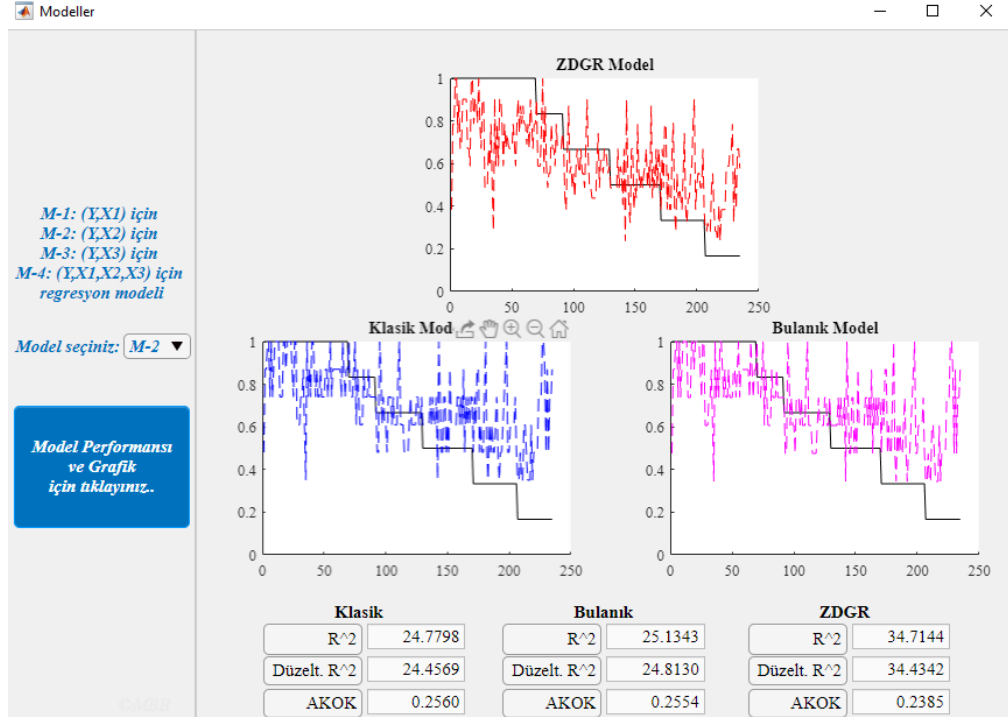 Modeller
ZDGR Model
1
0.8
0.6
0.4
0.2
0
0 50 100 150 200 250
M-1: (Y,X1) için
M-2: (Y,X2) için
M-3: (Y,X3) için
M-4: (Y,X1,X2,X3) için
regresyon modeli
Model seçiniz: M-2
Model Performansı
ve Grafik
için tıklayınız..
Klasik Mod
1
0.8
0.6
0.4
0.2
0
0 50 100 150 200 250
Bulanık Model
1
0.8
0.6
0.4
0.2
0
0 50 100 150 200 250
Klasik Bulanık ZDGR
R^2 24.7798 R^2 25.1343 R^2 34.7144
Düzelt. R^2 24.4569 Düzelt. R^2 24.8130 Düzelt. R^2 34.4342
AKOK 0.2560 AKOK 0.2554 AKOK 0.2385
©MBB